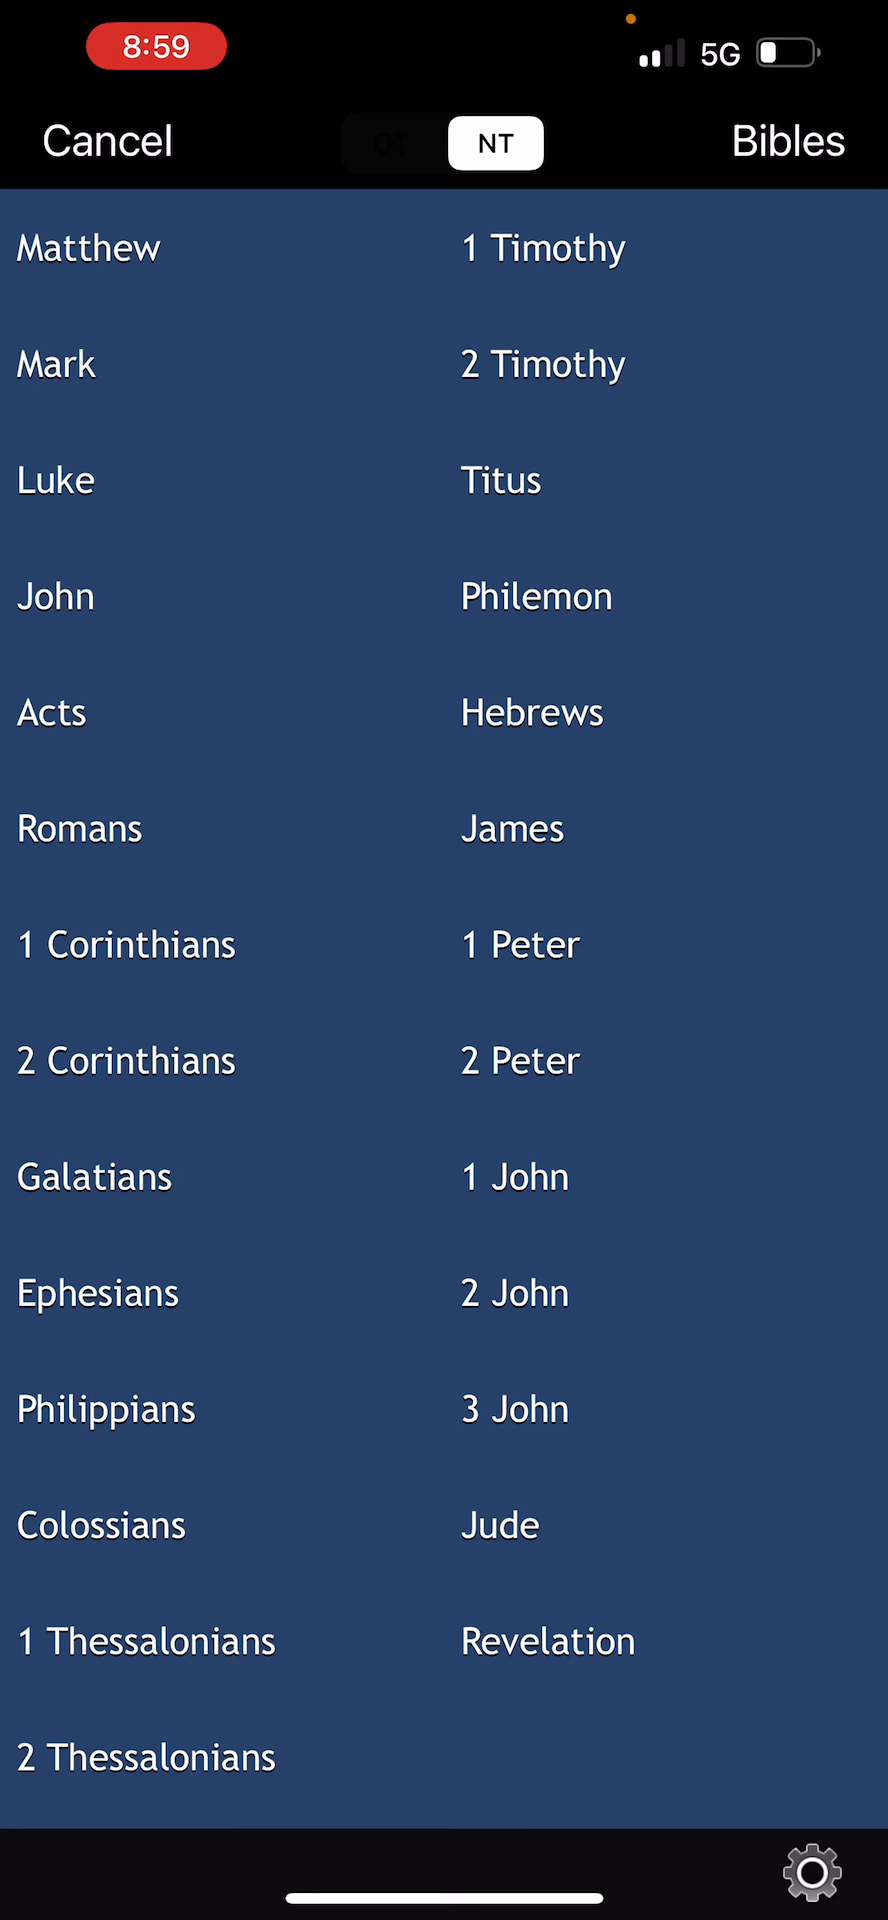 8:59 5G
Cancel OT NT Bibles
Matthew
Mark
Luke
John
Acts
Romans
1 Corinthians
2 Corinthians
Galatians
Ephesians
Philippians
Colossians
1 Thessalonians
2 Thessalonians
1 Timothy
2 Timothy
Titus
Philemon
Hebrews
James
1 Peter
2 Peter
1 John
2 John
3 John
Jude
Revelation